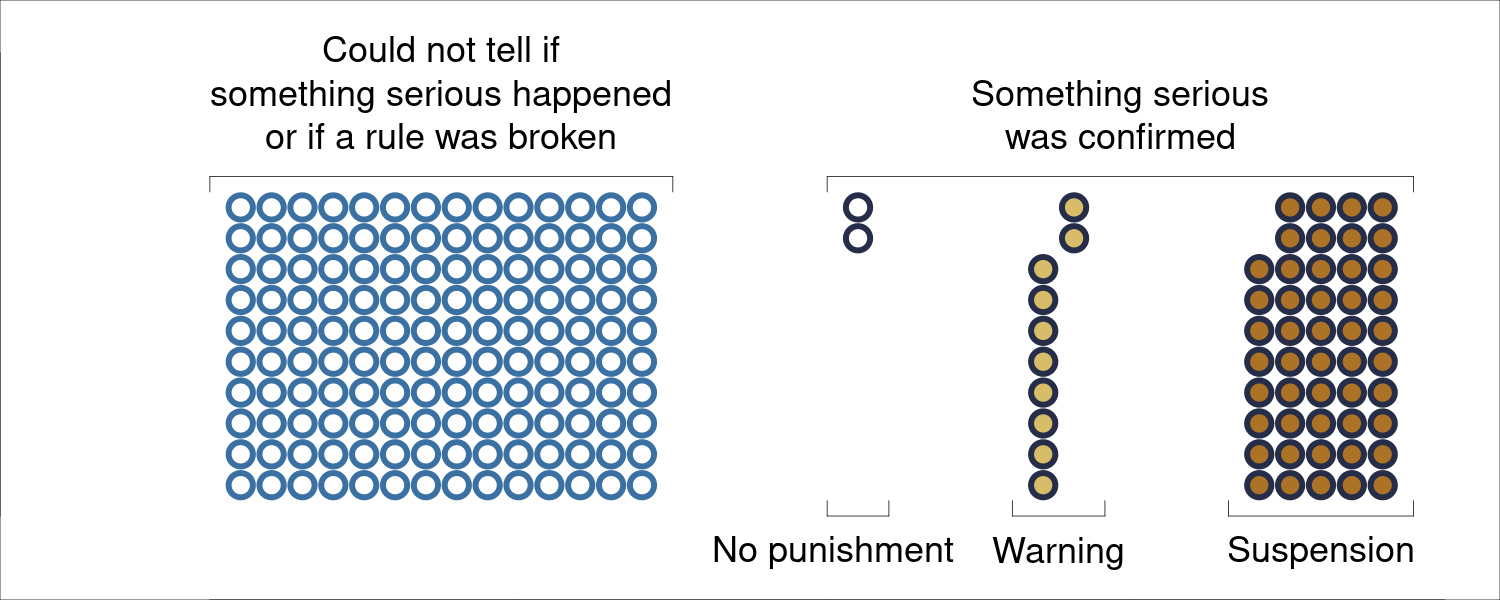 Could not tell if
something serious happened
or if a rule was broken
Something serious
was confirmed
No punishment
Warning
Suspension